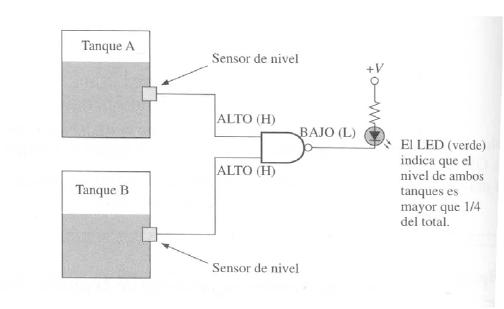 Tanque A
Sensor de nivel
+V
ALTO (H)
BAJO (L)
ALTO (H)
El LED (verde)
indica que el
nivel de ambos
tanques es
mayor que 1/4
del total.
Tanque B
Sensor de nivel